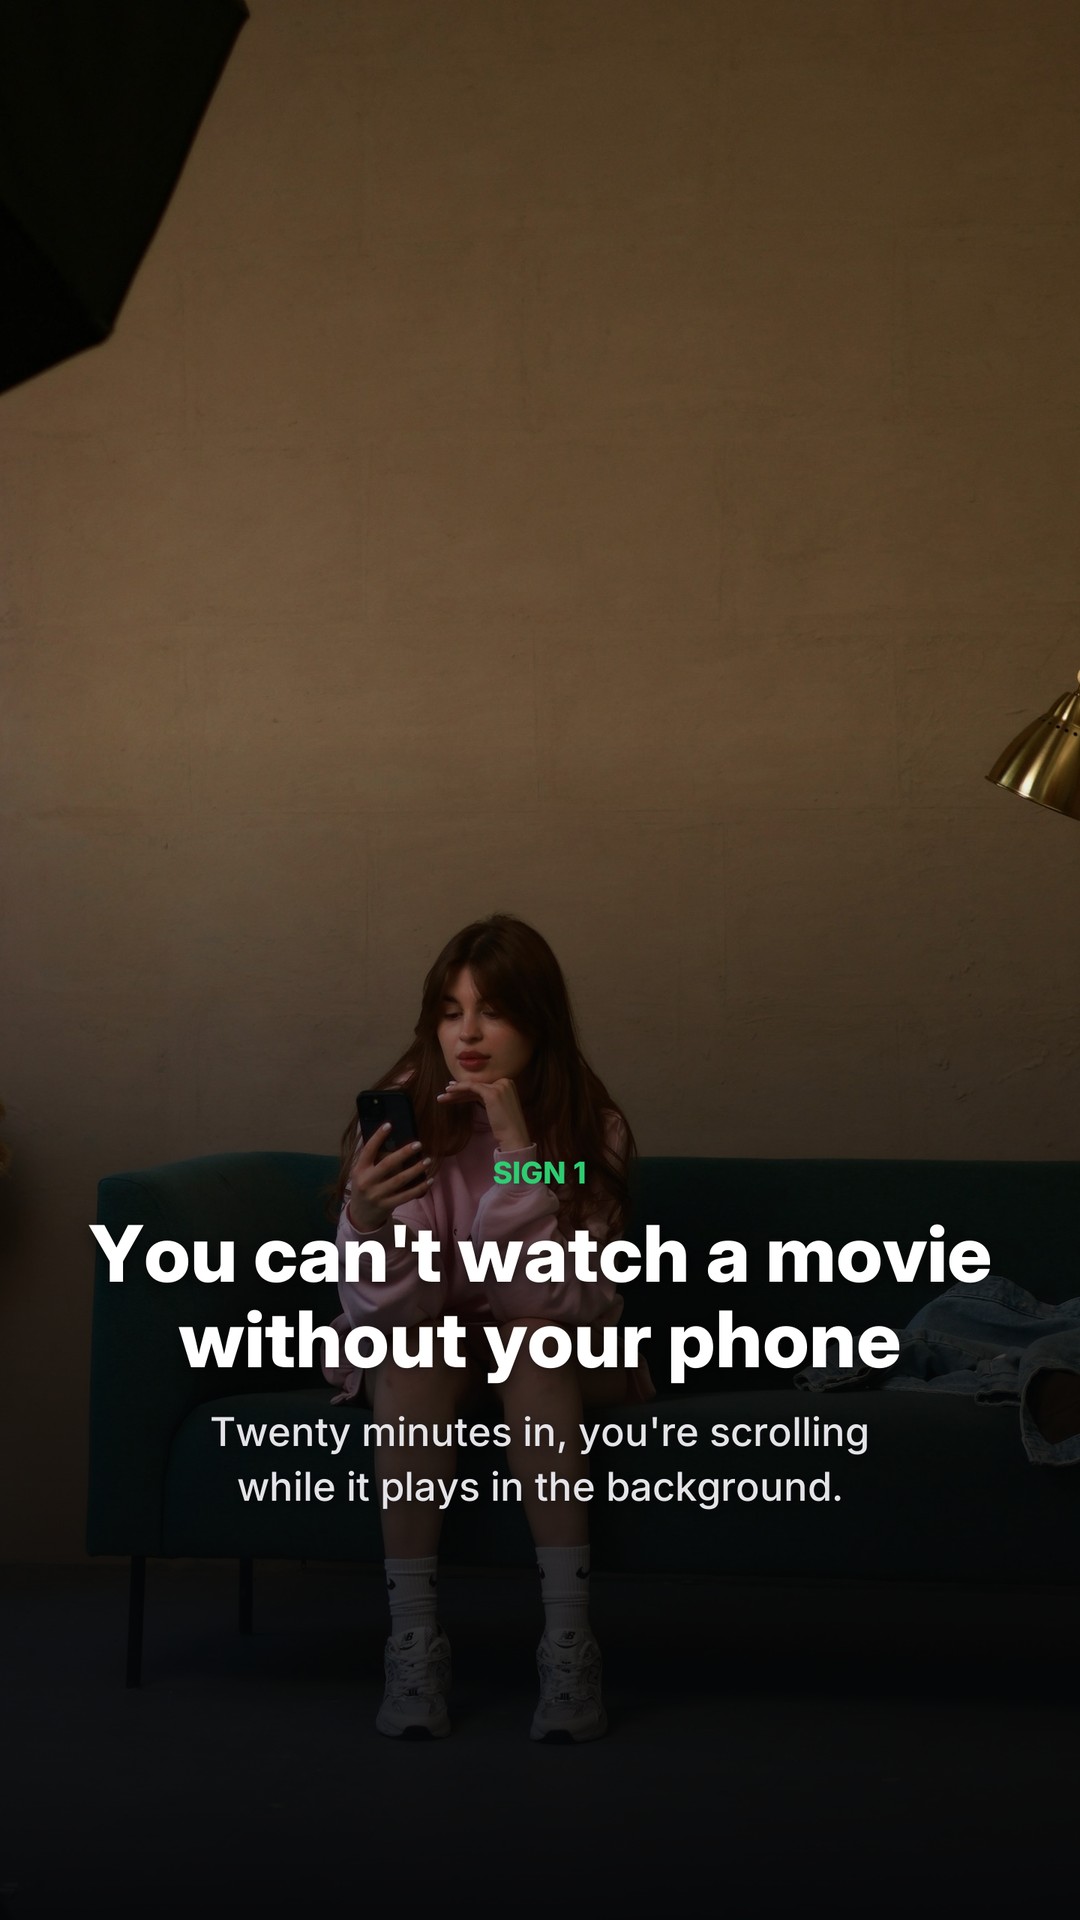 SIGN 1
You can't watch a movie
without your phone
Twenty minutes in, you're scrolling
while it plays in the background.